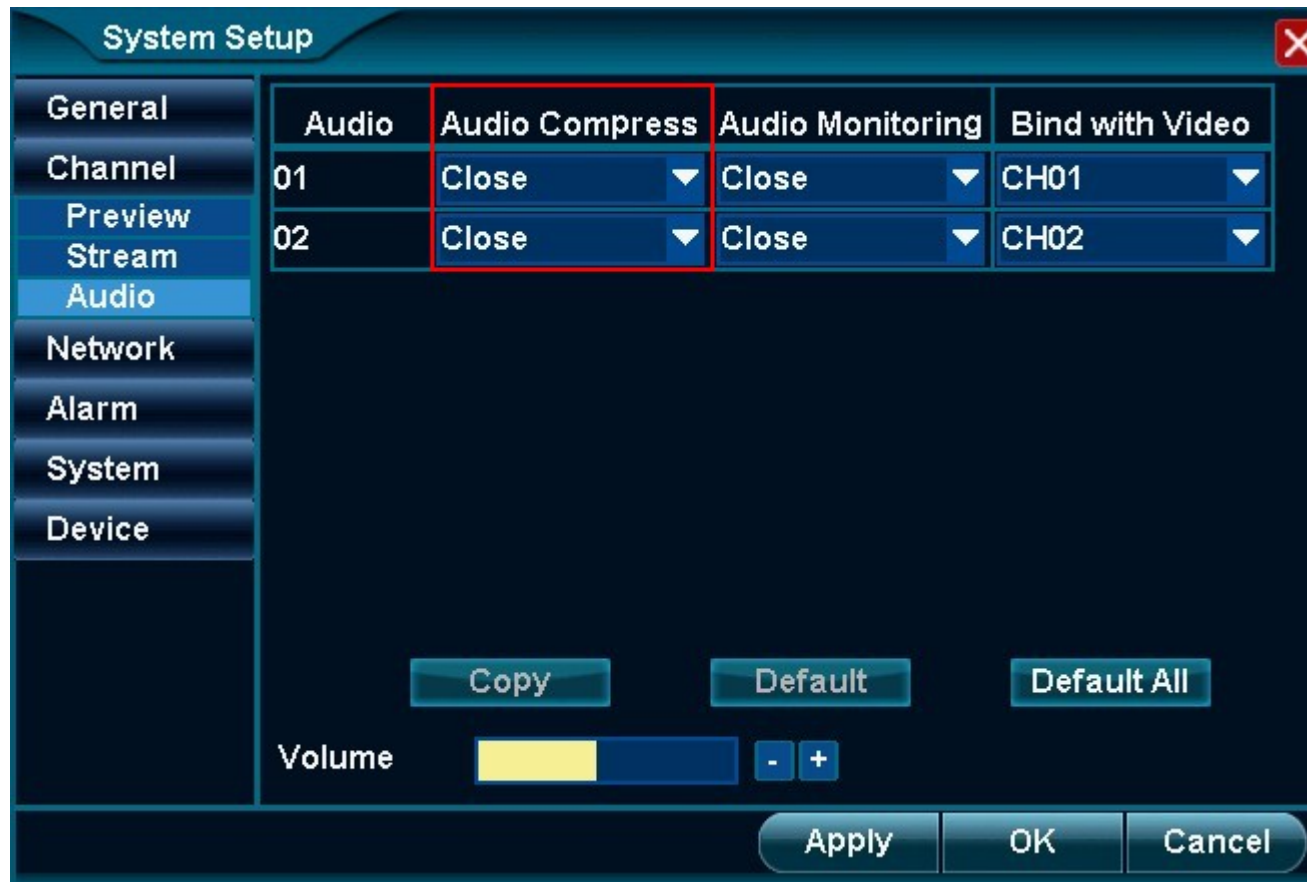 System Setup
General
Channel
Preview
Stream
Audio
Network
Alarm
System
Device
Audio Audio Compress Audio Monitoring Bind with Video
01 Close Close CH01
02 Close Close CH02
Copy Default Default All
Volume - +
Apply OK Cancel